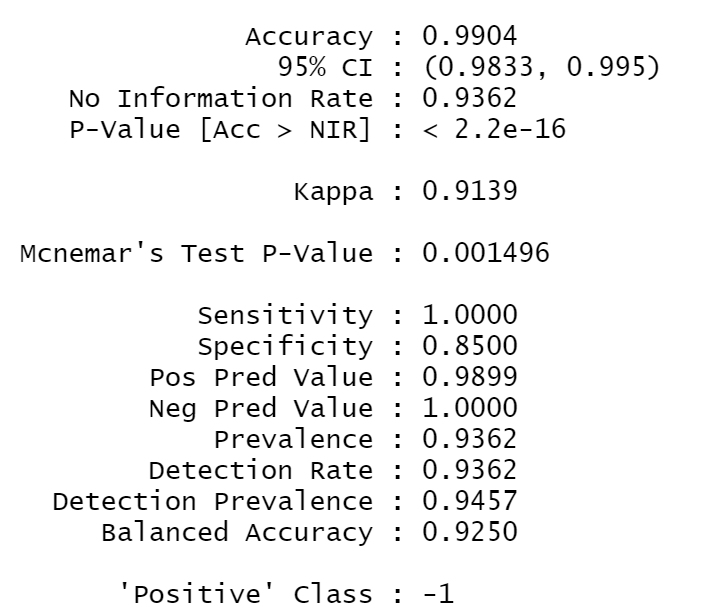 Accuracy : 0.9904
95% CI : (0.9833, 0.995)
No Information Rate : 0.9362
P-Value [Acc > NIR] : < 2.2e-16
Kappa : 0.9139
Mcnemar's Test P-Value : 0.001496
Sensitivity : 1.0000
Specificity : 0.8500
Pos Pred Value : 0.9899
Neg Pred Value : 1.0000
Prevalence : 0.9362
Detection Rate : 0.9362
Detection Prevalence : 0.9457
Balanced Accuracy : 0.9250
'Positive' Class : -1